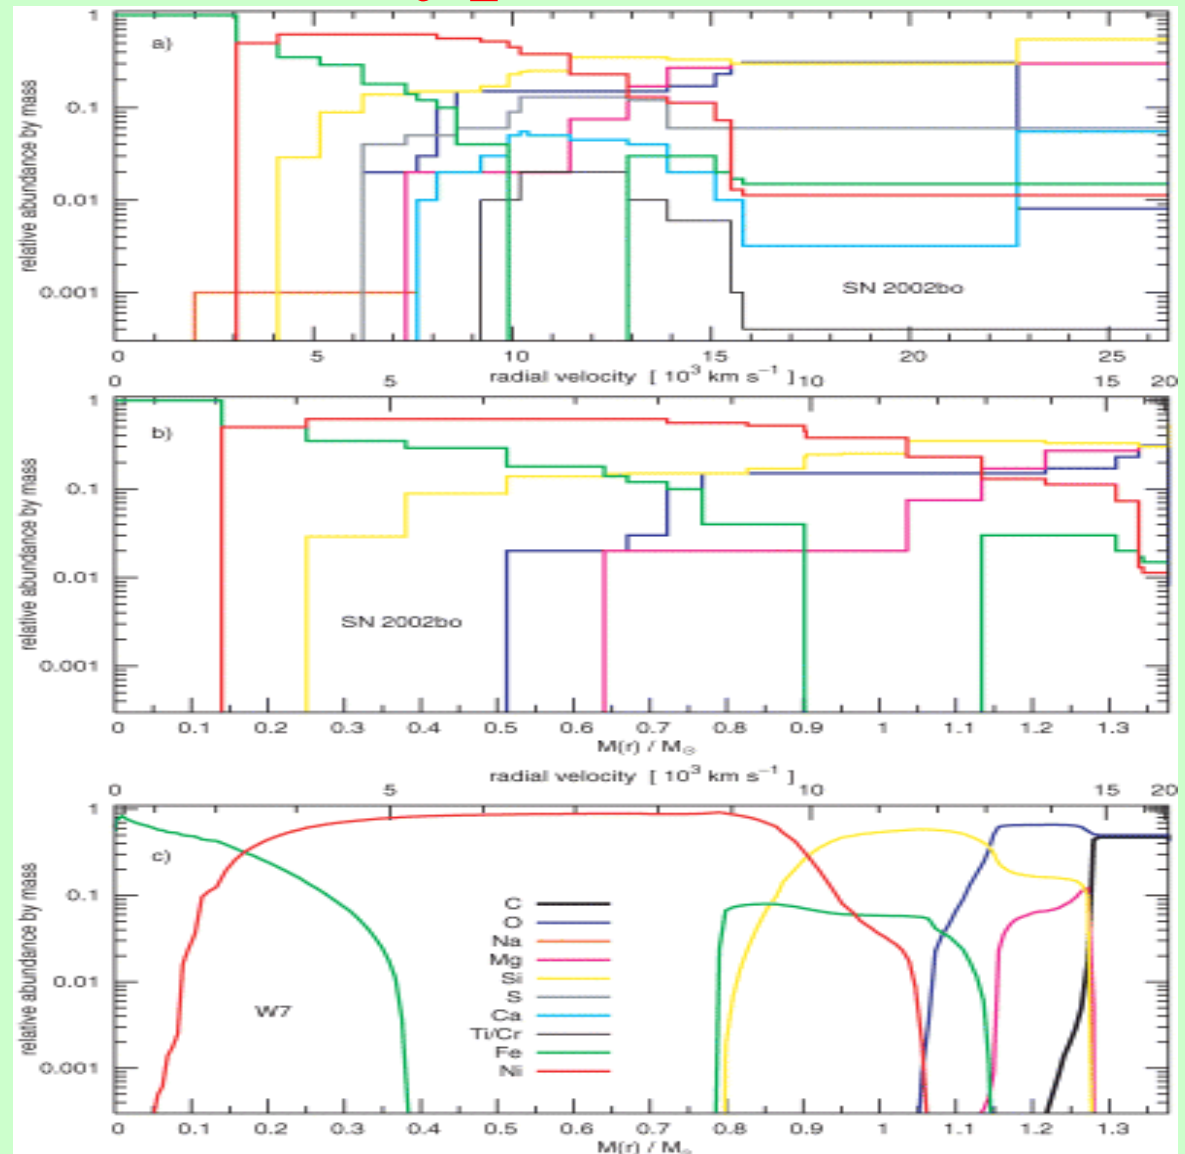 a)
1
0.1
0.01
0.001
relative abundance by mass
SN 2002bo
0 5 10 15 20 25
radial velocity [ 10³ km s⁻¹ ]
0 5 10 15 20
b)
1
0.1
0.01
0.001
relative abundance by mass
SN 2002bo
0 0.1 0.2 0.3 0.4 0.5 0.6 0.7 0.8 0.9 1 1.1 1.2 1.3
M(r) / M☉
radial velocity [ 10³ km s⁻¹ ]
0 5 10 15 20
c)
1
0.1
0.01
0.001
relative abundance by mass
W7
C
O
Na
Mg
Si
S
Ca
Ti/Cr
Fe
Ni
0 0.1 0.2 0.3 0.4 0.5 0.6 0.7 0.8 0.9 1 1.1 1.2 1.3
M(r) / M☉